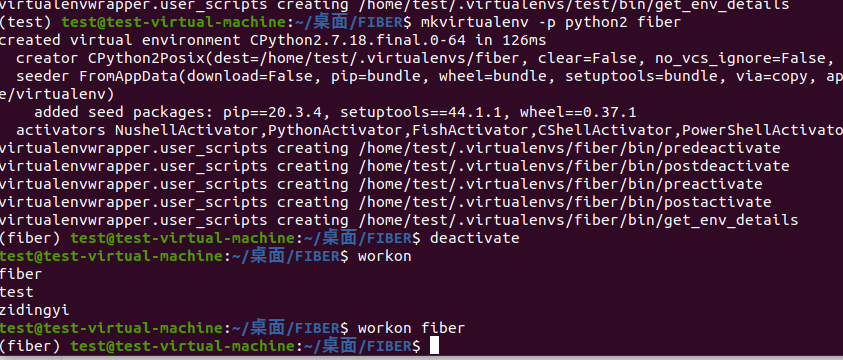 virtualenvwrapper.user_scripts creating /home/test/.virtualenvs/test/bin/get_env_details
(test) test@test-virtual-machine:~/桌面/FIBER$ mkvirtualenv -p python2 fiber
created virtual environment CPython2.7.18.final.0-64 in 126ms
  creator CPython2Posix(dest=/home/test/.virtualenvs/fiber, clear=False, no_vcs_ignore=False,
  seeder FromAppData(download=False, pip=bundle, wheel=bundle, setuptools=bundle, via=copy, ap
e/virtualenv)
    added seed packages: pip==20.3.4, setuptools==44.1.1, wheel==0.37.1
  activators NushellActivator,PythonActivator,FishActivator,CShellActivator,PowerShellActivato
virtualenvwrapper.user_scripts creating /home/test/.virtualenvs/fiber/bin/predeactivate
virtualenvwrapper.user_scripts creating /home/test/.virtualenvs/fiber/bin/postdeactivate
virtualenvwrapper.user_scripts creating /home/test/.virtualenvs/fiber/bin/preactivate
virtualenvwrapper.user_scripts creating /home/test/.virtualenvs/fiber/bin/postactivate
virtualenvwrapper.user_scripts creating /home/test/.virtualenvs/fiber/bin/get_env_details
(fiber) test@test-virtual-machine:~/桌面/FIBER$ deactivate
test@test-virtual-machine:~/桌面/FIBER$ workon
fiber
test
zidingyi
test@test-virtual-machine:~/桌面/FIBER$ workon fiber
(fiber) test@test-virtual-machine:~/桌面/FIBER$